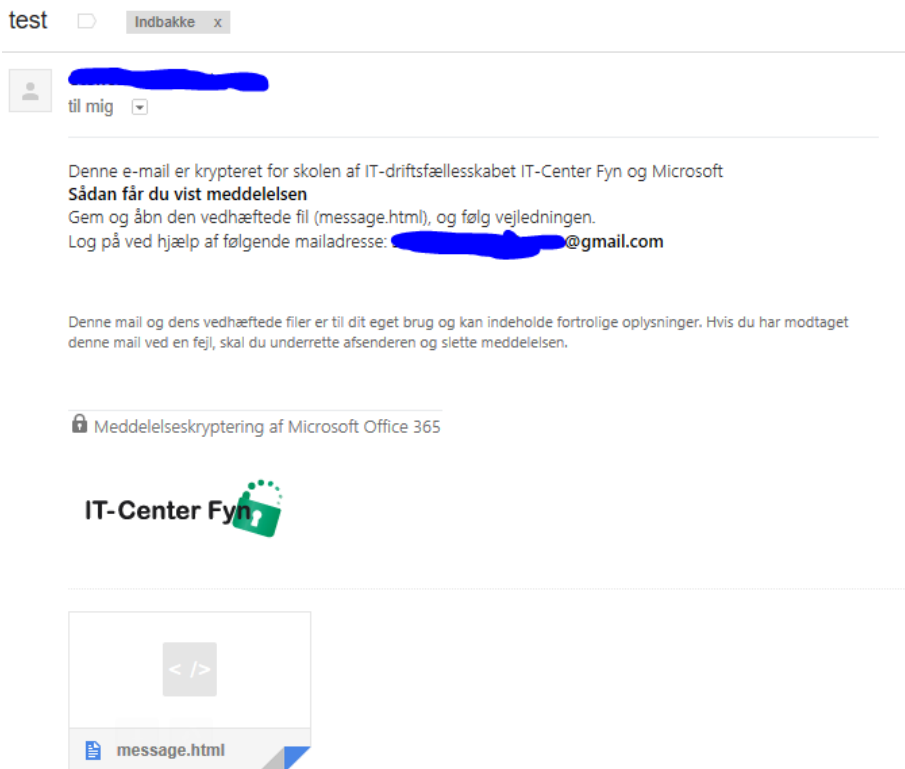 test
Indbakke x
til mig
Denne e-mail er krypteret for skolen af IT-driftsfællesskabet IT-Center Fyn og Microsoft
Sådan får du vist meddelelsen
Gem og åbn den vedhæftede fil (message.html), og følg vejledningen.
Log på ved hjælp af følgende mailadresse: @gmail.com
Denne mail og dens vedhæftede filer er til dit eget brug og kan indeholde fortrolige oplysninger. Hvis du har modtaget
denne mail ved en fejl, skal du underrette afsenderen og slette meddelelsen.
Meddelelseskryptering af Microsoft Office 365
IT-Center Fyn
< />
message.html